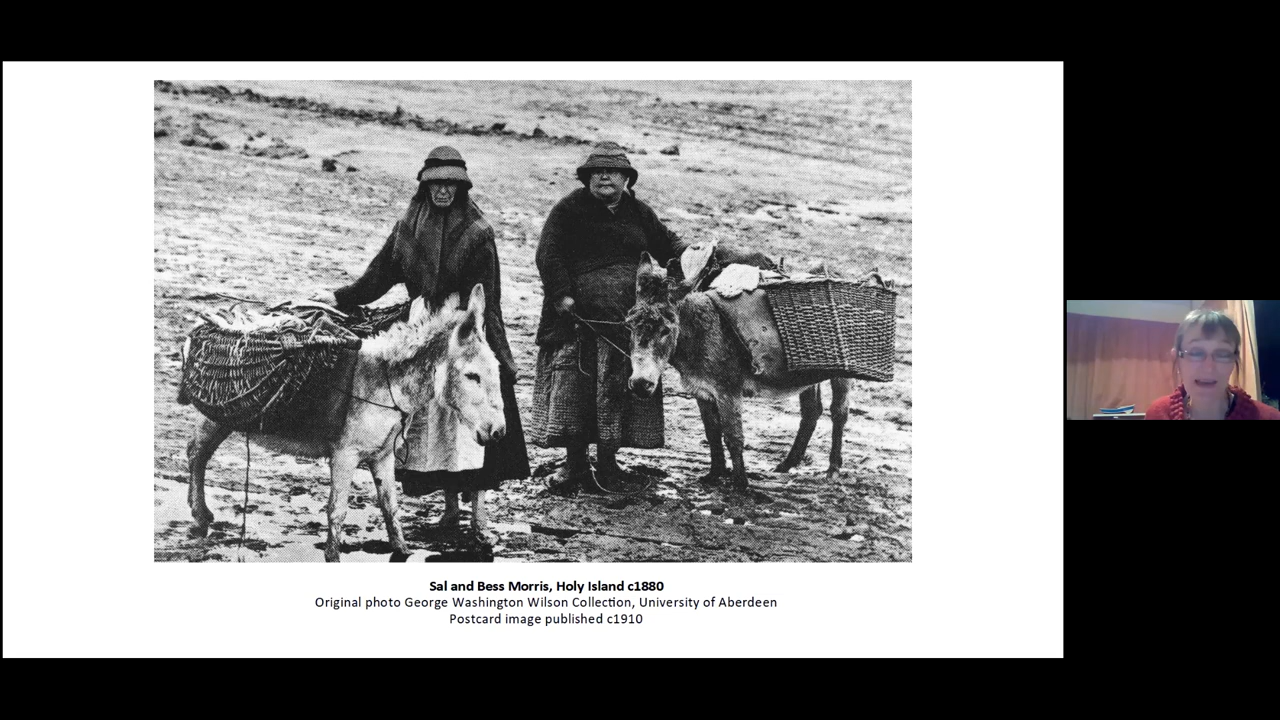 Sal and Bess Morris, Holy Island c1880
Original photo George Washington Wilson Collection, University of Aberdeen
Postcard image published c1910